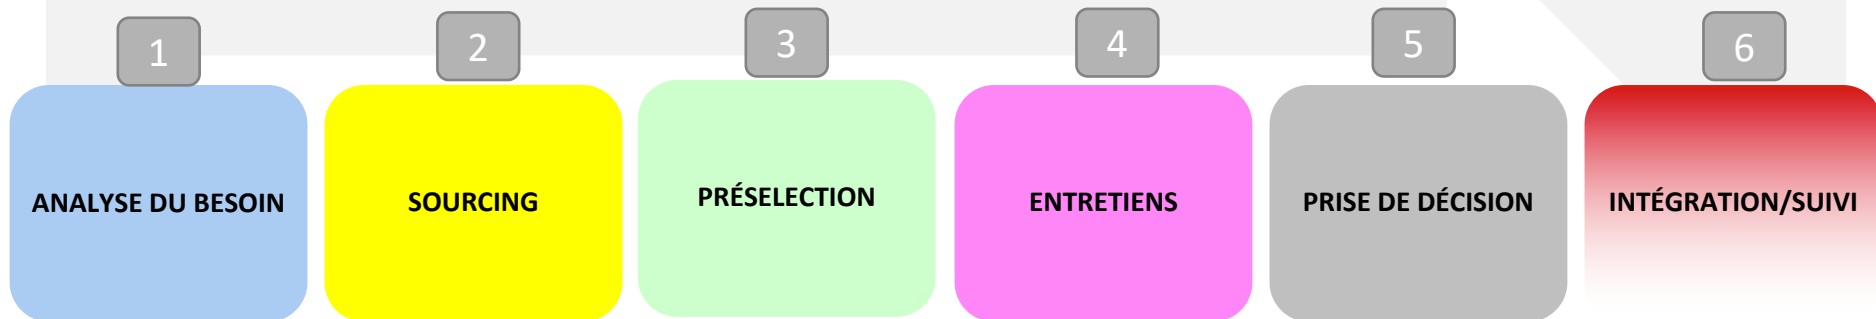 1
2
3
4
5
6
ANALYSE DU BESOIN
SOURCING
PRÉSELECTION
ENTRETIENS
PRISE DE DÉCISION
INTÉGRATION/SUIVI